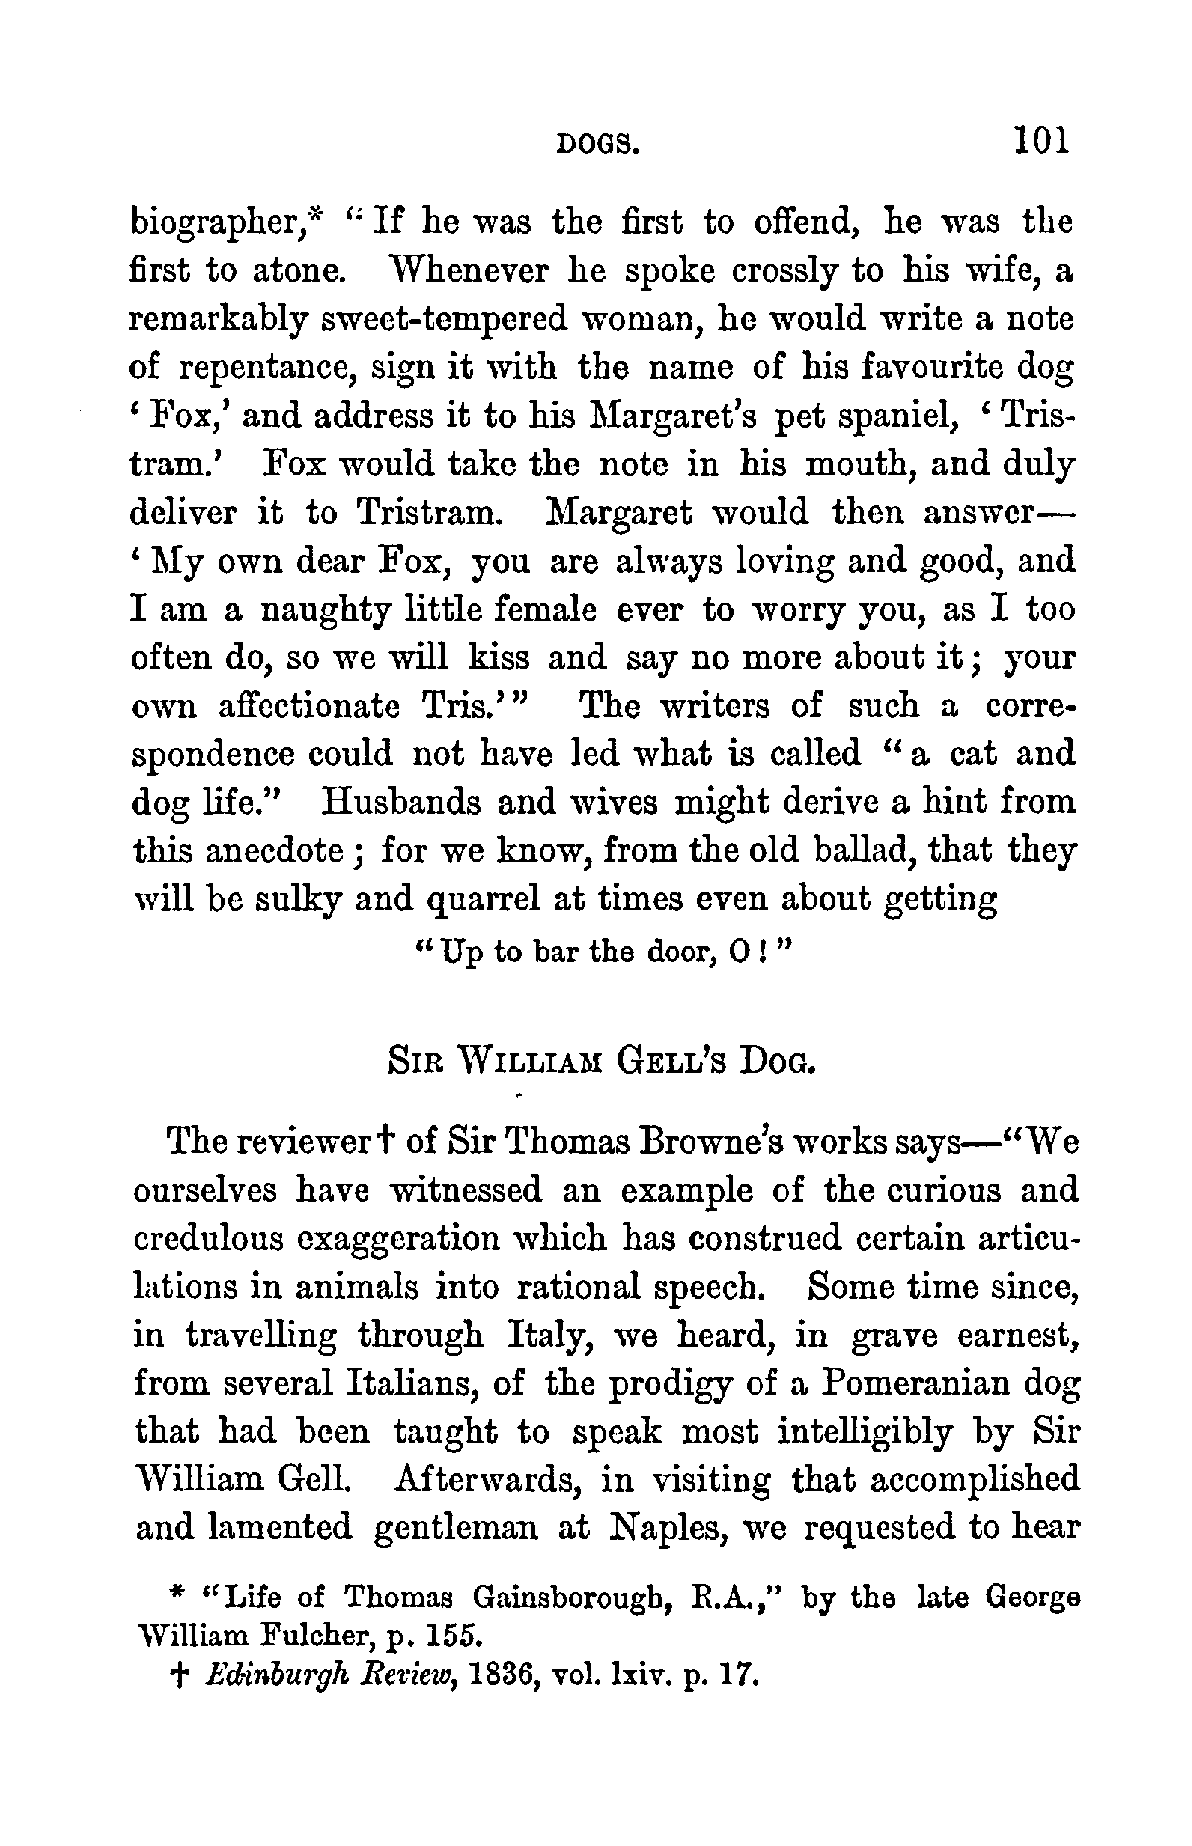 DOGS. 101
biographer,* "If he was the first to offend, he was the
first to atone. Whenever he spoke crossly to his wife, a
remarkably sweet-tempered woman, he would write a note
of repentance, sign it with the name of his favourite dog
‘ Fox,’ and address it to his Margaret's pet spaniel, ‘ Tris-
tram.’ Fox would take the note in his mouth, and duly
deliver it to Tristram. Margaret would then answer—
‘ My own dear Fox, you are always loving and good, and
I am a naughty little female ever to worry you, as I too
often do, so we will kiss and say no more about it; your
own affectionate Tris.’” The writers of such a corre-
spondence could not have led what is called “a cat and
dog life.” Husbands and wives might derive a hint from
this anecdote; for we know, from the old ballad, that they
will be sulky and quarrel at times even about getting
“Up to bar the door, O!”
SIR WILLIAM GELL'S DOG.
The reviewer† of Sir Thomas Browne's works says—“We
ourselves have witnessed an example of the curious and
credulous exaggeration which has construed certain articu-
lations in animals into rational speech. Some time since,
in travelling through Italy, we heard, in grave earnest,
from several Italians, of the prodigy of a Pomeranian dog
that had been taught to speak most intelligibly by Sir
William Gell. Afterwards, in visiting that accomplished
and lamented gentleman at Naples, we requested to hear
* “Life of Thomas Gainsborough, R.A.,” by the late George
William Fulcher, p. 155.
† Edinburgh Review, 1836, vol. lxiv. p. 17.